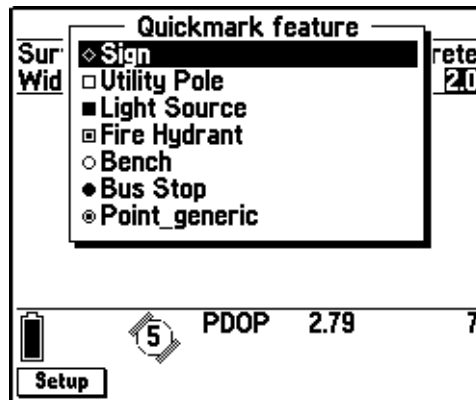 Quickmark feature
Sur rete
Sign
Wid 2.0
Utility Pole
Light Source
Fire Hydrant
Bench
Bus Stop
Point_generic
5 PDOP 2.79 7
Setup